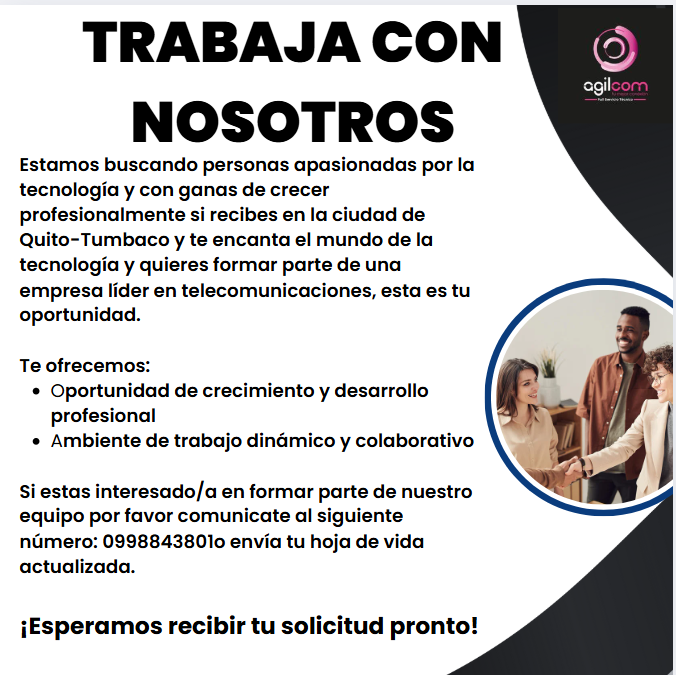 TRABAJA CON
NOSOTROS
agilcom
Full Servicio Técnico
Estamos buscando personas apasionadas por la
tecnología y con ganas de crecer
profesionalmente si recibes en la ciudad de
Quito-Tumbaco y te encanta el mundo de la
tecnología y quieres formar parte de una
empresa líder en telecomunicaciones, esta es tu
oportunidad.
Te ofrecemos:
• Oportunidad de crecimiento y desarrollo
profesional
• Ambiente de trabajo dinámico y colaborativo
Si estas interesado/a en formar parte de nuestro
equipo por favor comunicate al siguiente
número: 0998843801o envía tu hoja de vida
actualizada.
¡Esperamos recibir tu solicitud pronto!